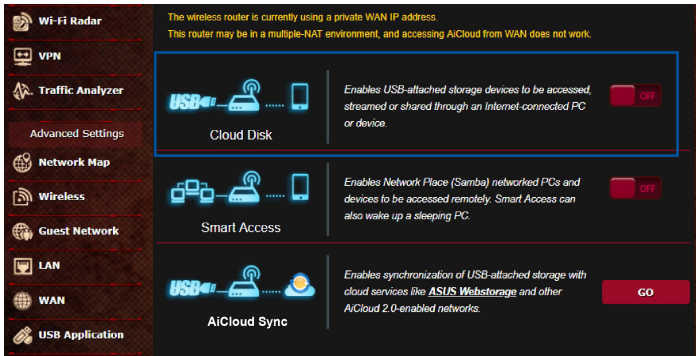 Wi-Fi Radar
VPN
Traffic Analyzer
Advanced Settings
Network Map
Wireless
Guest Network
LAN
WAN
USB Application
The wireless router is currently using a private WAN IP address.
This router may be in a multiple-NAT environment, and accessing AiCloud from WAN does not work.
USB
Cloud Disk
Enables USB-attached storage devices to be accessed,
streamed or shared through an Internet-connected PC
or device.
OFF
Smart Access
Enables Network Place (Samba) networked PCs and
devices to be accessed remotely. Smart Access can
also wake up a sleeping PC.
OFF
USB
AiCloud Sync
Enables synchronization of USB-attached storage with
cloud services like ASUS Webstorage and other
AiCloud 2.0-enabled networks.
GO